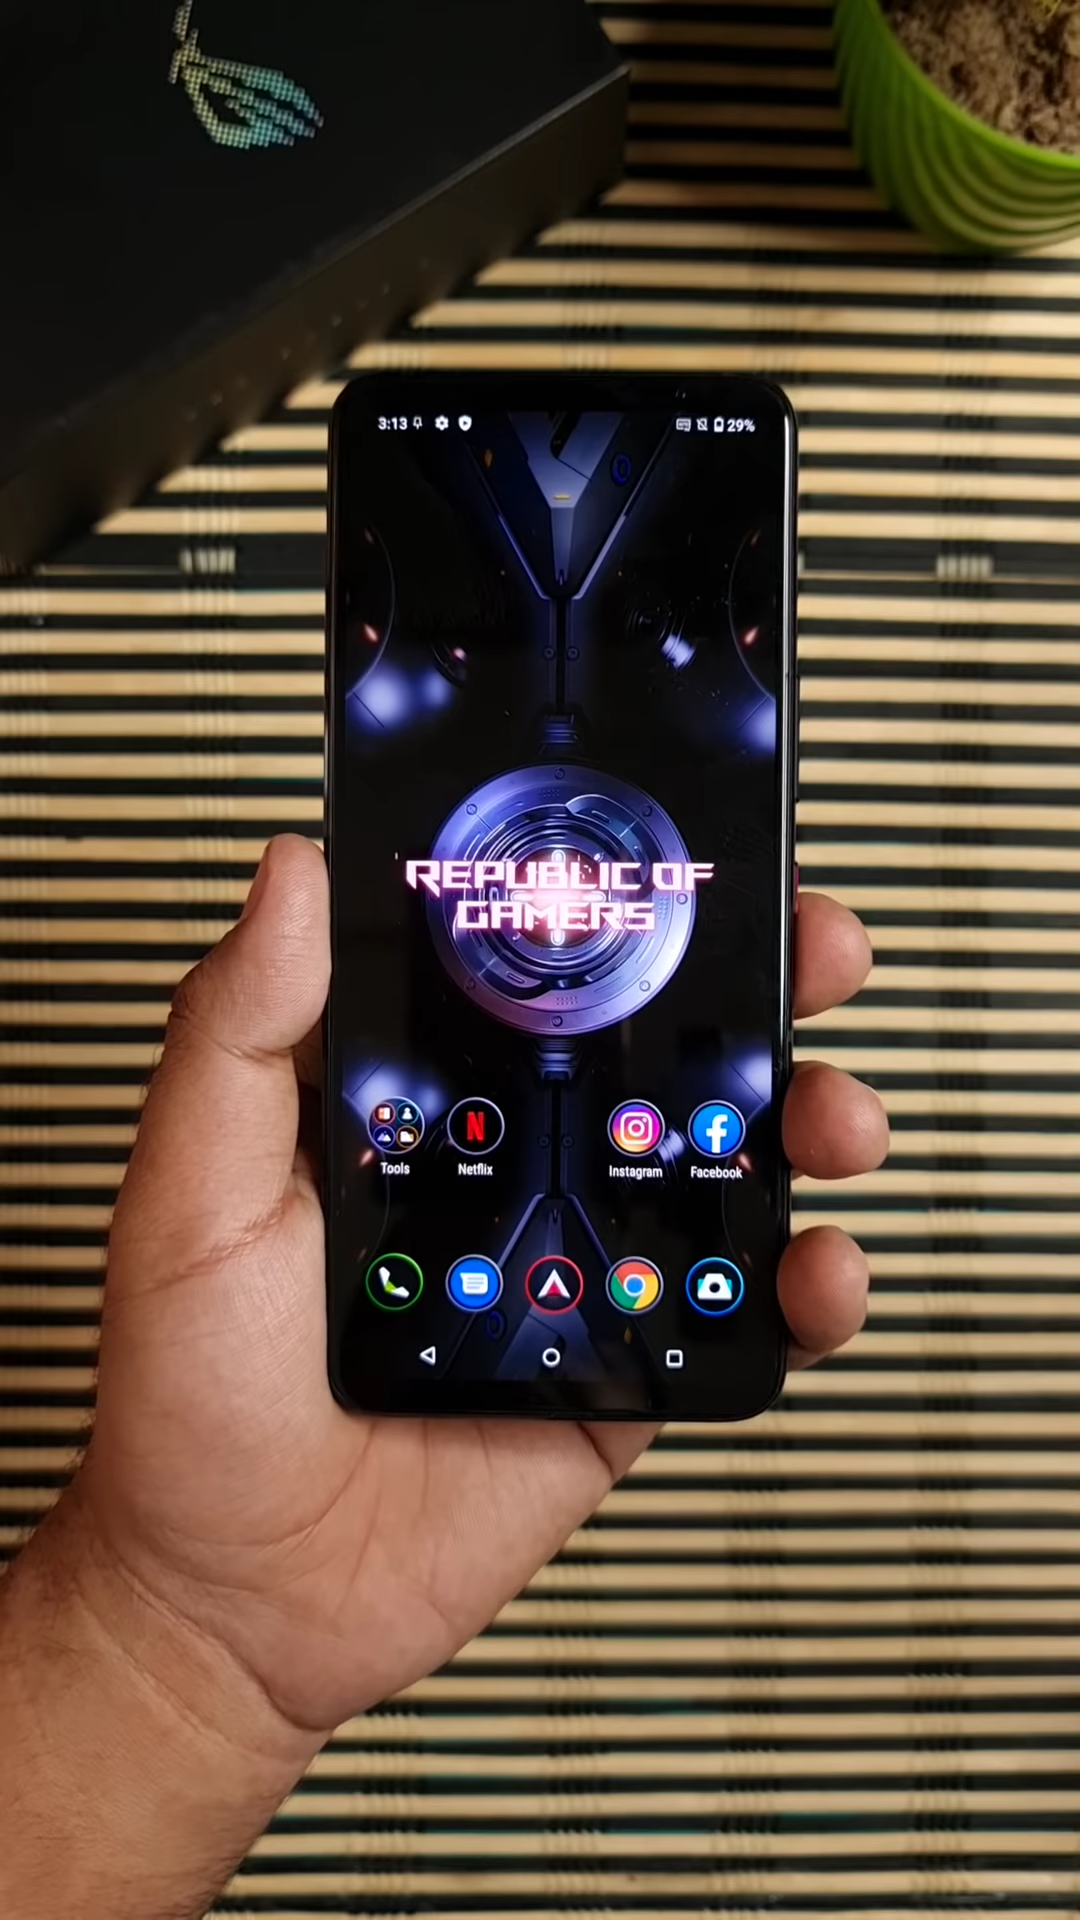 3:13
29%
REPUBLIC OF
GAMERS
Tools
Netflix
Instagram
Facebook